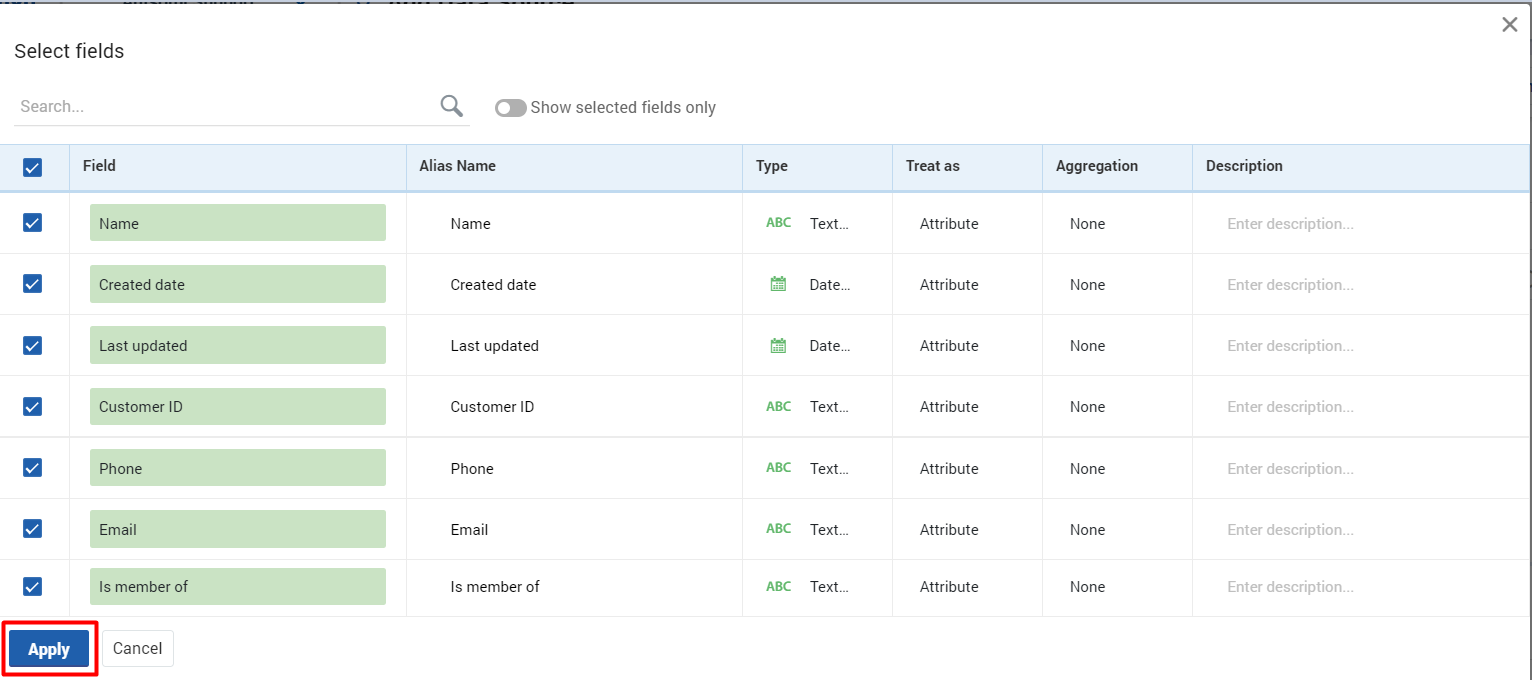 Select fields
Search...
Show selected fields only
Field Alias Name Type Treat as Aggregation Description
Name Name ABC Text... Attribute None Enter description...
Created date Created date Date... Attribute None Enter description...
Last updated Last updated Date... Attribute None Enter description...
Customer ID Customer ID ABC Text... Attribute None Enter description...
Phone Phone ABC Text... Attribute None Enter description...
Email Email ABC Text... Attribute None Enter description...
Is member of Is member of ABC Text... Attribute None Enter description...
Apply Cancel